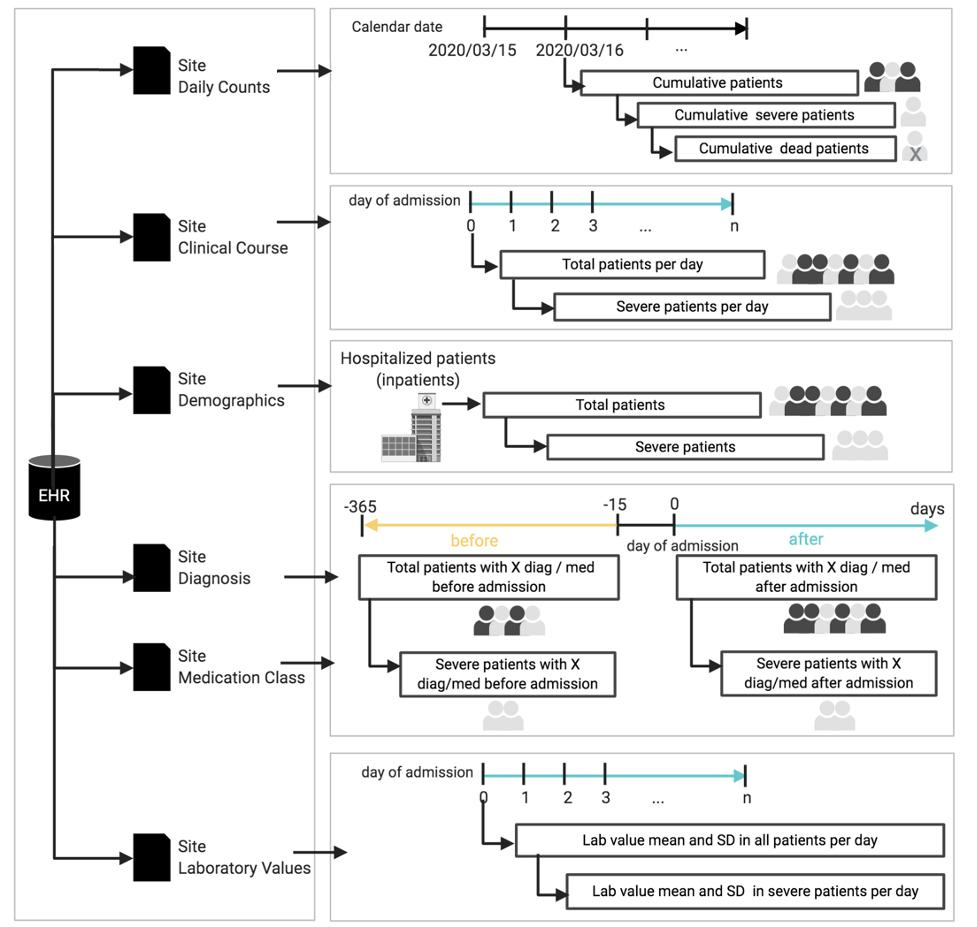 Calendar date
2020/03/15 2020/03/16 ...
Site
Daily Counts
Cumulative patients
Cumulative severe patients
Cumulative dead patients
X
day of admission
0 1 2 3 ... n
Site
Clinical Course
Total patients per day
Severe patients per day
Hospitalized patients
(inpatients)
Site
Demographics
Total patients
Severe patients
EHR
-365 -15 0 days
before day of admission after
Site
Diagnosis
Total patients with X diag / med
before admission
Total patients with X diag / med
after admission
Site
Medication Class
Severe patients with X
diag/med before admission
Severe patients with X
diag/med after admission
day of admission
0 1 2 3 ... n
Site
Laboratory Values
Lab value mean and SD in all patients per day
Lab value mean and SD in severe patients per day